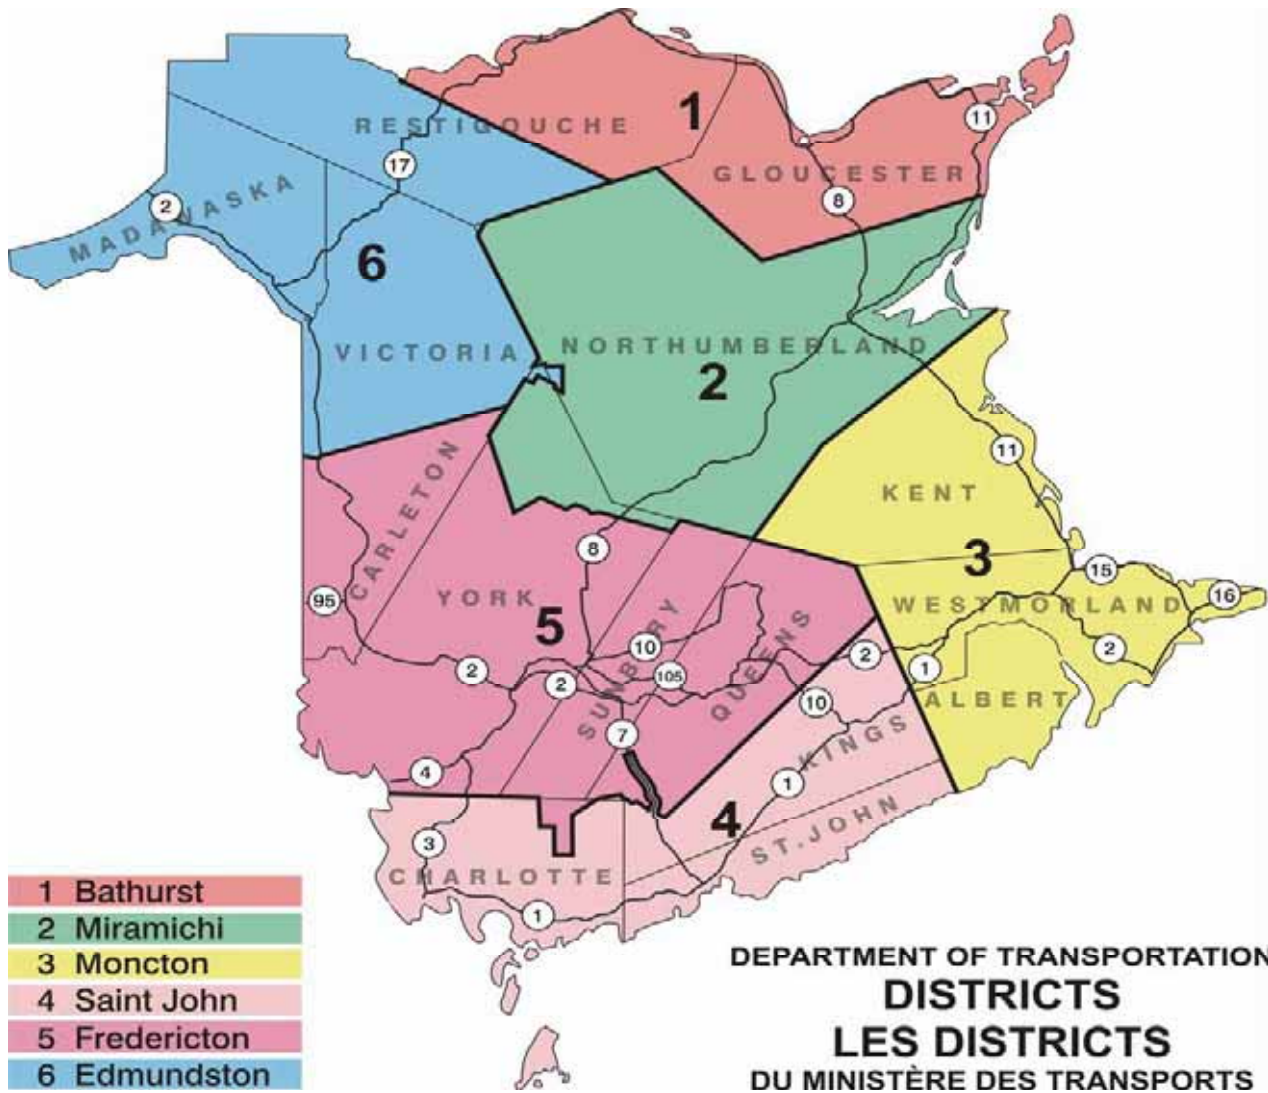 1
RESTIGOUCHE
11
17
GLOUCESTER
8
2
MADAWASKA
6
VICTORIA
NORTHUMBERLAND
2
11
CARLETON
KENT
8
3
15
95
YORK
WESTMORLAND
16
5
SUNBURY
QUEENS
10
2
2
105
2
1
2
ALBERT
10
7
KINGS
4
1
4
ST. JOHN
3
CHARLOTTE
1
1 Bathurst
2 Miramichi
3 Moncton
4 Saint John
5 Fredericton
6 Edmundston
DEPARTMENT OF TRANSPORTATION
DISTRICTS
LES DISTRICTS
DU MINISTÈRE DES TRANSPORTS